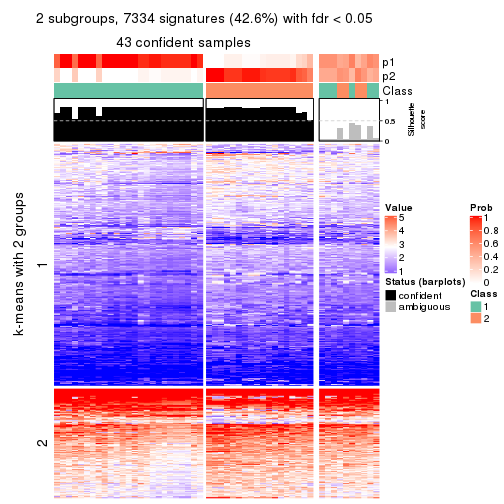 2 subgroups, 7334 signatures (42.6%) with fdr < 0.05
43 confident samples
p1
p2
Class
1
0.5
0
Silhouette
score
k-means with 2 groups
1
2
Value
5
4
3
2
1
Status (barplots)
confident
ambiguous
Prob
1
0.8
0.6
0.4
0.2
0
Class
1
2